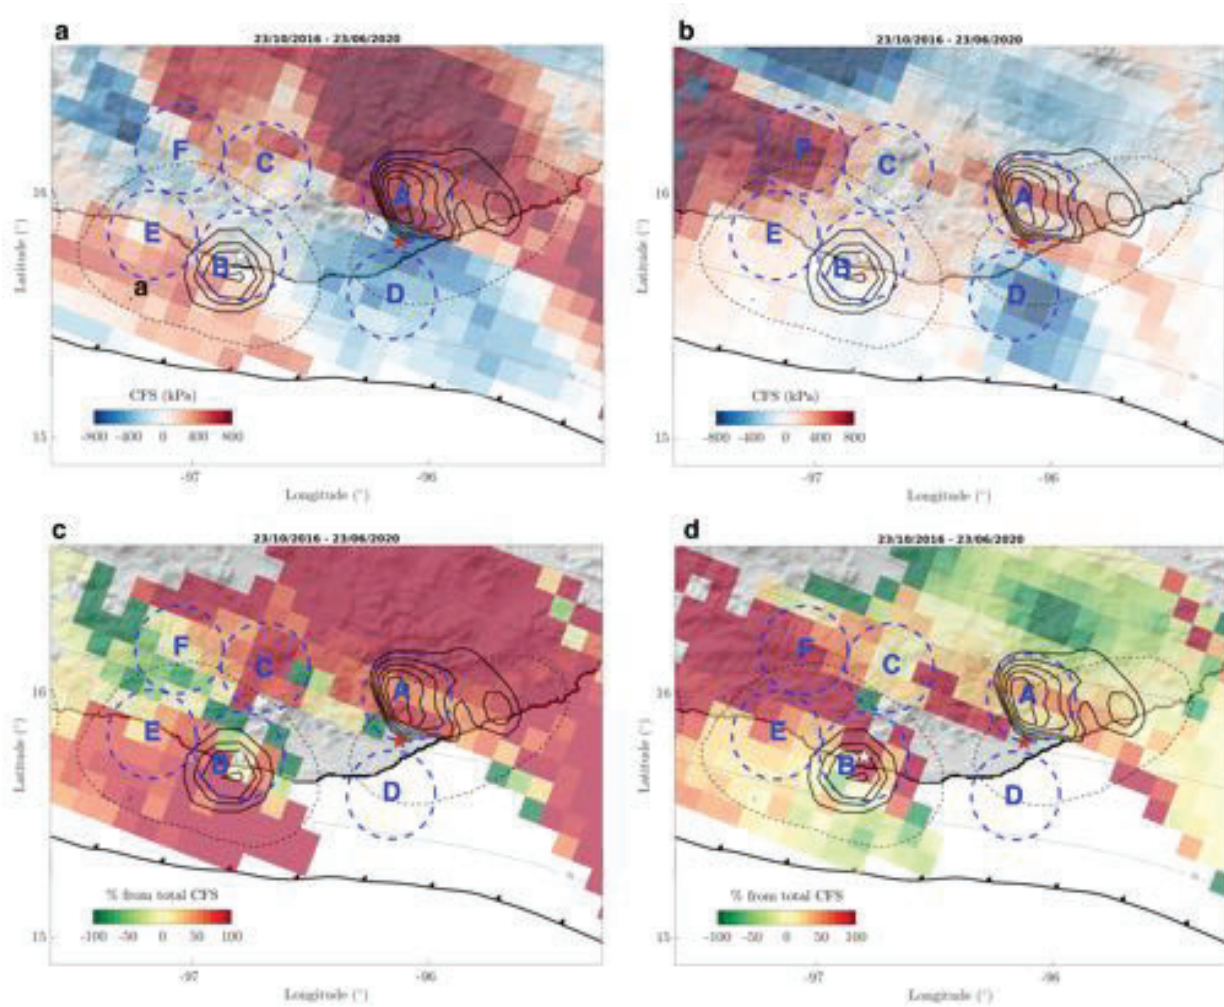 a
23/10/2016 - 23/06/2020
F
C
A
16
E
B
a
D
Latitude (°)
CFS (kPa)
-800 -400 0 400 800
15
-97 -96
Longitude (°)
b
23/10/2016 - 23/06/2020
F
C
A
16
E
B
D
Latitude (°)
CFS (kPa)
-800 -400 0 400 800
15
-97 -96
Longitude (°)
c
23/10/2016 - 23/06/2020
F
C
A
16
E
B
D
Latitude (°)
% from total CFS
-100 -50 0 50 100
15
-97 -96
Longitude (°)
d
23/10/2016 - 23/06/2020
F
C
A
16
E
B
D
Latitude (°)
% from total CFS
-100 -50 0 50 100
15
-97 -96
Longitude (°)